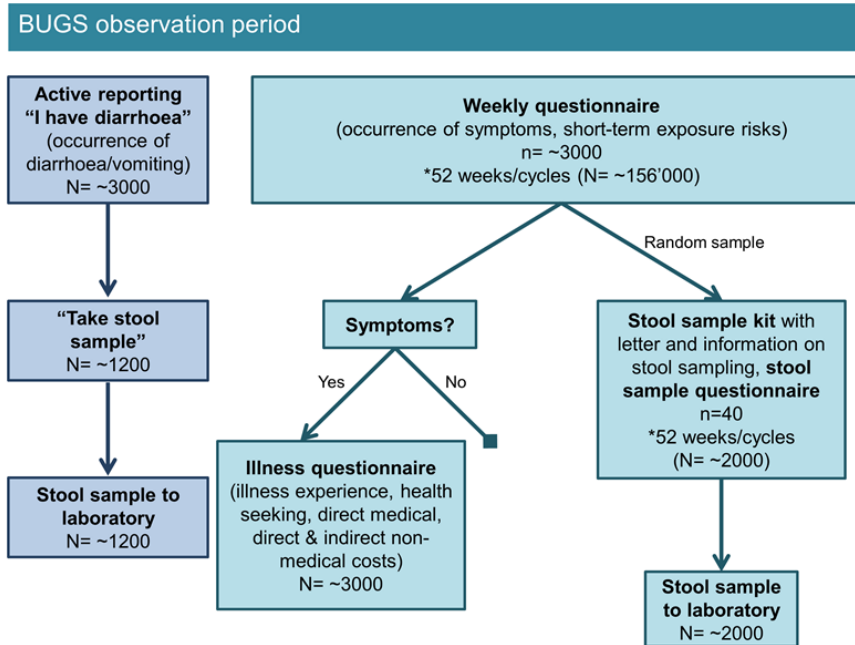 BUGS observation period
Active reporting
“I have diarrhoea”
(occurrence of
diarrhoea/vomiting)
N= ~3000
Weekly questionnaire
(occurrence of symptoms, short-term exposure risks)
n= ~3000
*52 weeks/cycles (N= ~156’000)
Random sample
“Take stool
sample”
N= ~1200
Symptoms?
Stool sample kit with
letter and information on
stool sampling, stool
sample questionnaire
n=40
*52 weeks/cycles
(N= ~2000)
Yes
No
Illness questionnaire
(illness experience, health
seeking, direct medical,
direct & indirect non-
medical costs)
N= ~3000
Stool sample to
laboratory
N= ~1200
Stool sample
to laboratory
N= ~2000